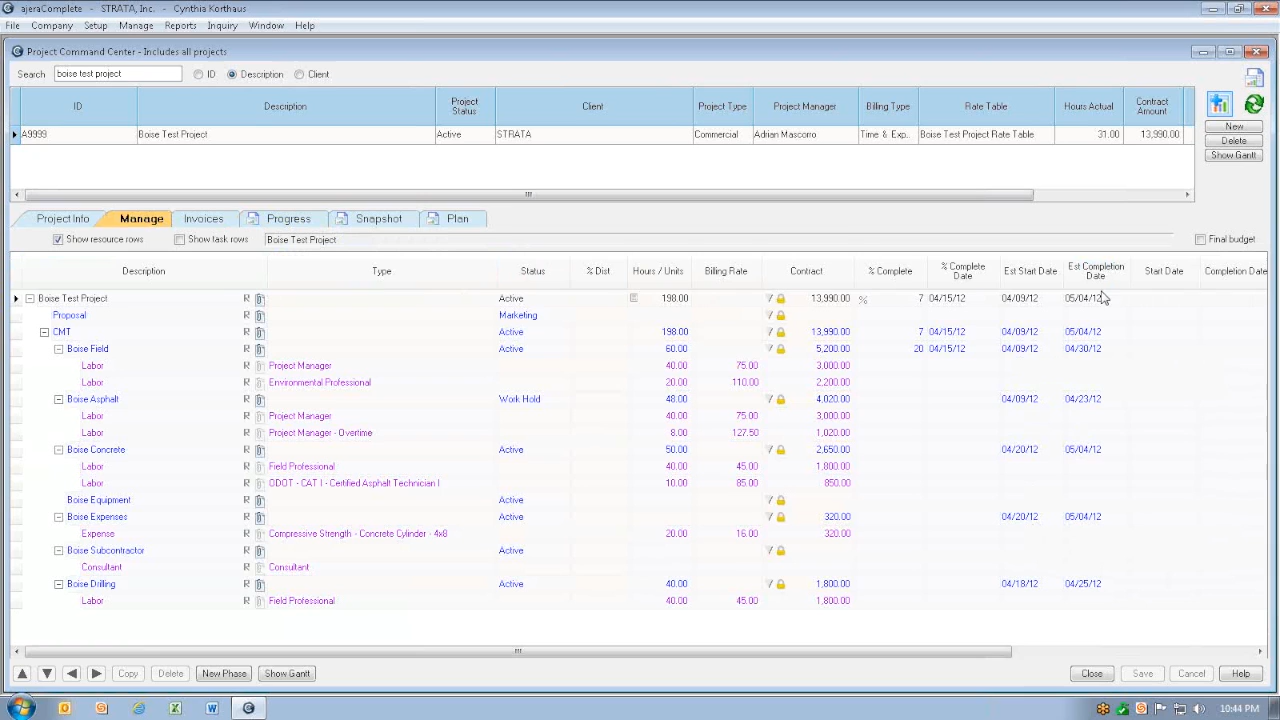 ajeraComplete - STRATA, Inc. - Cynthia Korthaus
File Company Setup Manage Reports Inquiry Window Help
Project Command Center - Includes all projects
Search boise test project ID Description Client
ID Description Project Status Client Project Type Project Manager Billing Type Rate Table Hours Actual Contract Amount
A9999 Boise Test Project Active STRATA Commercial Adrian Mascorro Time & Exp.. Boise Test Project Rate Table 31.00 13,990.00
New
Delete
Show Gantt
Project Info Manage Invoices Progress Snapshot Plan
Show resource rows Show task rows Boise Test Project Final budget
Description Type Status % Dist Hours / Units Billing Rate Contract % Complete % Complete Date Est Start Date Est Completion Date Start Date Completion Date
Boise Test Project R Active 198.00 13,990.00 % 7 04/15/12 04/09/12 05/04/12
Proposal R Marketing
CMT R Active 198.00 13,990.00 7 04/15/12 04/09/12 05/04/12
Boise Field R Active 60.00 5,200.00 20 04/15/12 04/09/12 04/30/12
Labor R Project Manager 40.00 75.00 3,000.00
Labor R Environmental Professional 20.00 110.00 2,200.00
Boise Asphalt R Work Hold 48.00 4,020.00 04/09/12 04/23/12
Labor R Project Manager 40.00 75.00 3,000.00
Labor R Project Manager - Overtime 8.00 127.50 1,020.00
Boise Concrete R Active 50.00 2,650.00 04/20/12 05/04/12
Labor R Field Professional 40.00 45.00 1,800.00
Labor R ODOT - CAT I - Certified Asphalt Technician I 10.00 85.00 850.00
Boise Equipment R Active
Boise Expenses R Active 320.00 04/20/12 05/04/12
Expense R Compressive Strength - Concrete Cylinder - 4x8 20.00 16.00 320.00
Boise Subcontractor R Active
Consultant R Consultant
Boise Drilling R Active 40.00 1,800.00 04/18/12 04/25/12
Labor R Field Professional 40.00 45.00 1,800.00
Copy Delete New Phase Show Gantt Close Save Cancel Help
10:44 PM